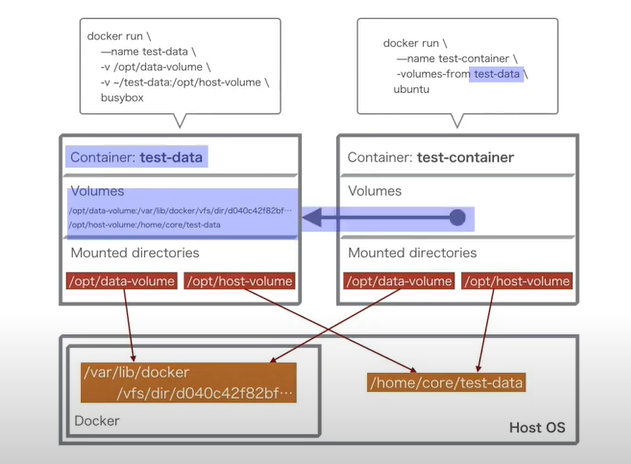 docker run \
—name test-data \
-v /opt/data-volume \
-v ~/test-data:/opt/host-volume \
busybox
docker run \
—name test-container \
-volumes-from test-data \
ubuntu
Container: test-data
Volumes
/opt/data-volume:/var/lib/docker/vfs/dir/d040c42f82bf…
/opt/host-volume:/home/core/test-data
Mounted directories
/opt/data-volume
/opt/host-volume
Container: test-container
Volumes
Mounted directories
/opt/data-volume
/opt/host-volume
/var/lib/docker
/vfs/dir/d040c42f82bf…
Docker
/home/core/test-data
Host OS